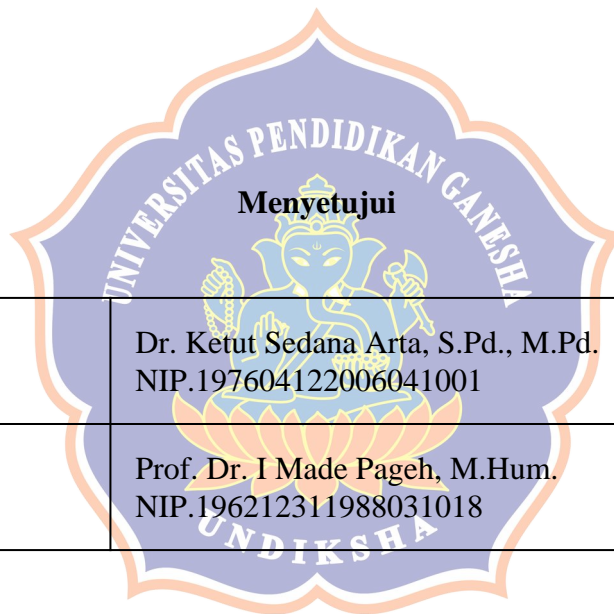 UNIVERSITAS PENDIDIKAN GANESHA
Menyetujui
Dr. Ketut Sedana Arta, S.Pd., M.Pd.
NIP.197604122006041001
Prof. Dr. I Made Pageh, M.Hum.
NIP.196212311988031018
UNDIKSHA